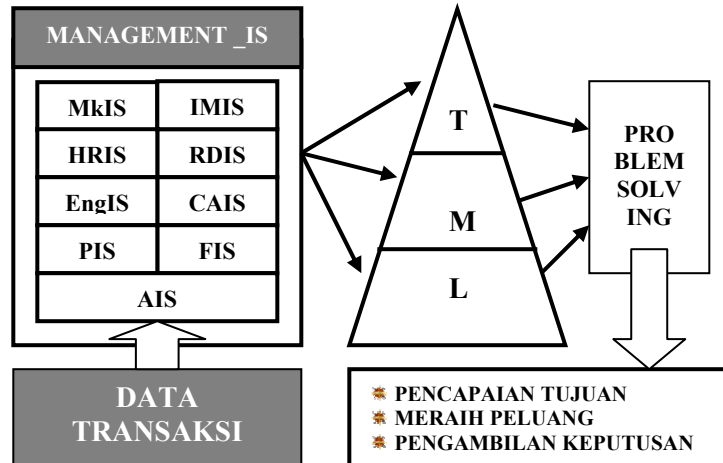 MANAGEMENT _IS
MkIS IMIS
HRIS RDIS
EngIS CAIS
PIS FIS
AIS
DATA
TRANSAKSI
T
M
L
PRO
BLEM
SOLV
ING
PENCAPAIAN TUJUAN
MERAIH PELUANG
PENGAMBILAN KEPUTUSAN